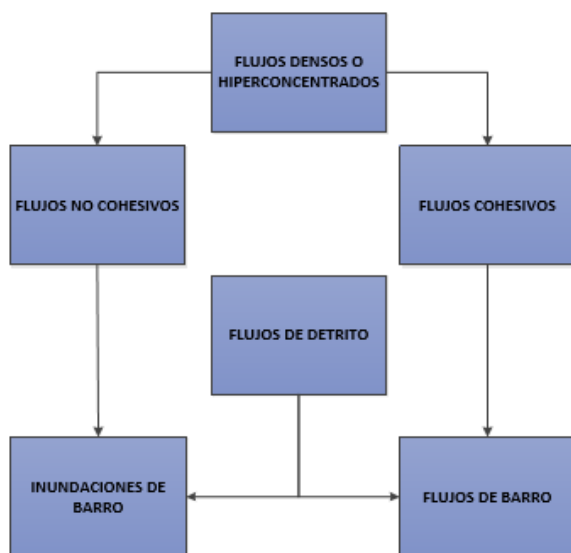 FLUJOS DENSOS O
HIPERCONCENTRADOS
FLUJOS NO COHESIVOS
FLUJOS COHESIVOS
FLUJOS DE DETRITO
INUNDACIONES DE
BARRO
FLUJOS DE BARRO